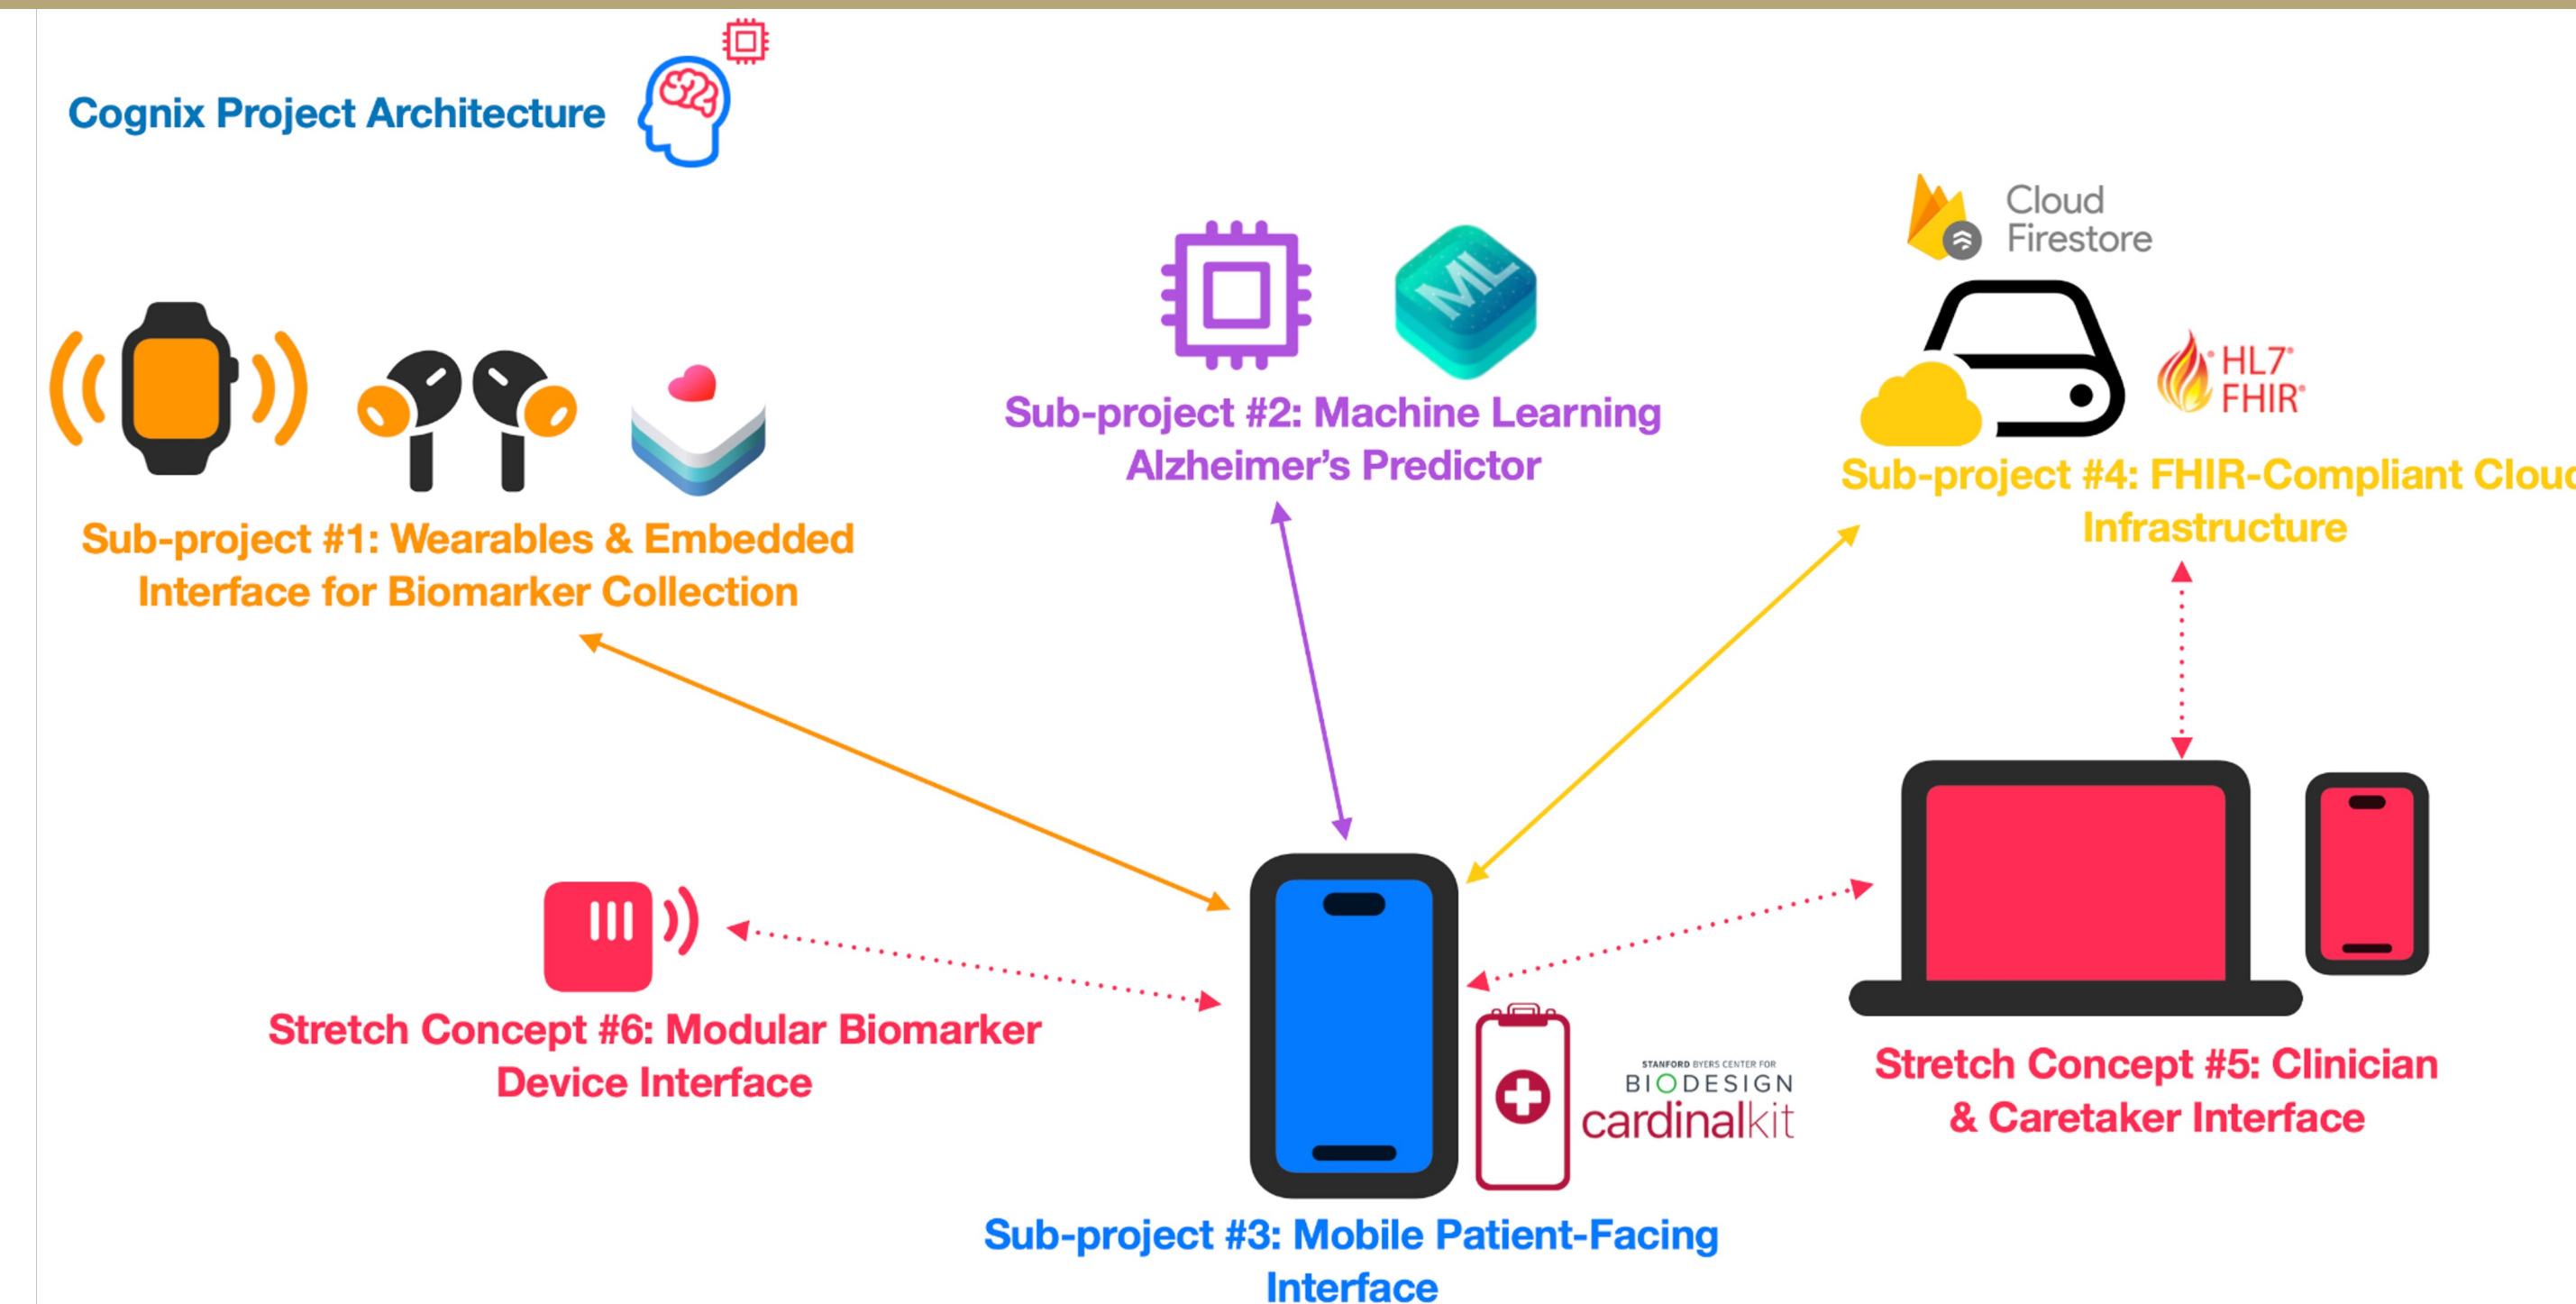 Cognix Project Architecture
Cloud
Firestore
ML
HL7®
FHIR®
Sub-project #1: Wearables & Embedded
Interface for Biomarker Collection
Sub-project #2: Machine Learning
Alzheimer’s Predictor
Sub-project #4: FHIR-Compliant Cloud
Infrastructure
Stretch Concept #6: Modular Biomarker
Device Interface
STANFORD BYERS CENTER FOR
BIODESIGN
cardinalkit
Stretch Concept #5: Clinician
& Caretaker Interface
Sub-project #3: Mobile Patient-Facing
Interface